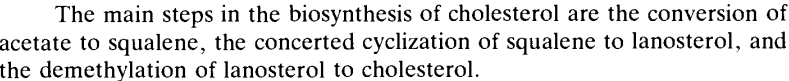 The main steps in the biosynthesis of cholesterol are the conversion of
acetate to squalene, the concerted cyclization of squalene to lanosterol, and
the demethylation of lanosterol to cholesterol.